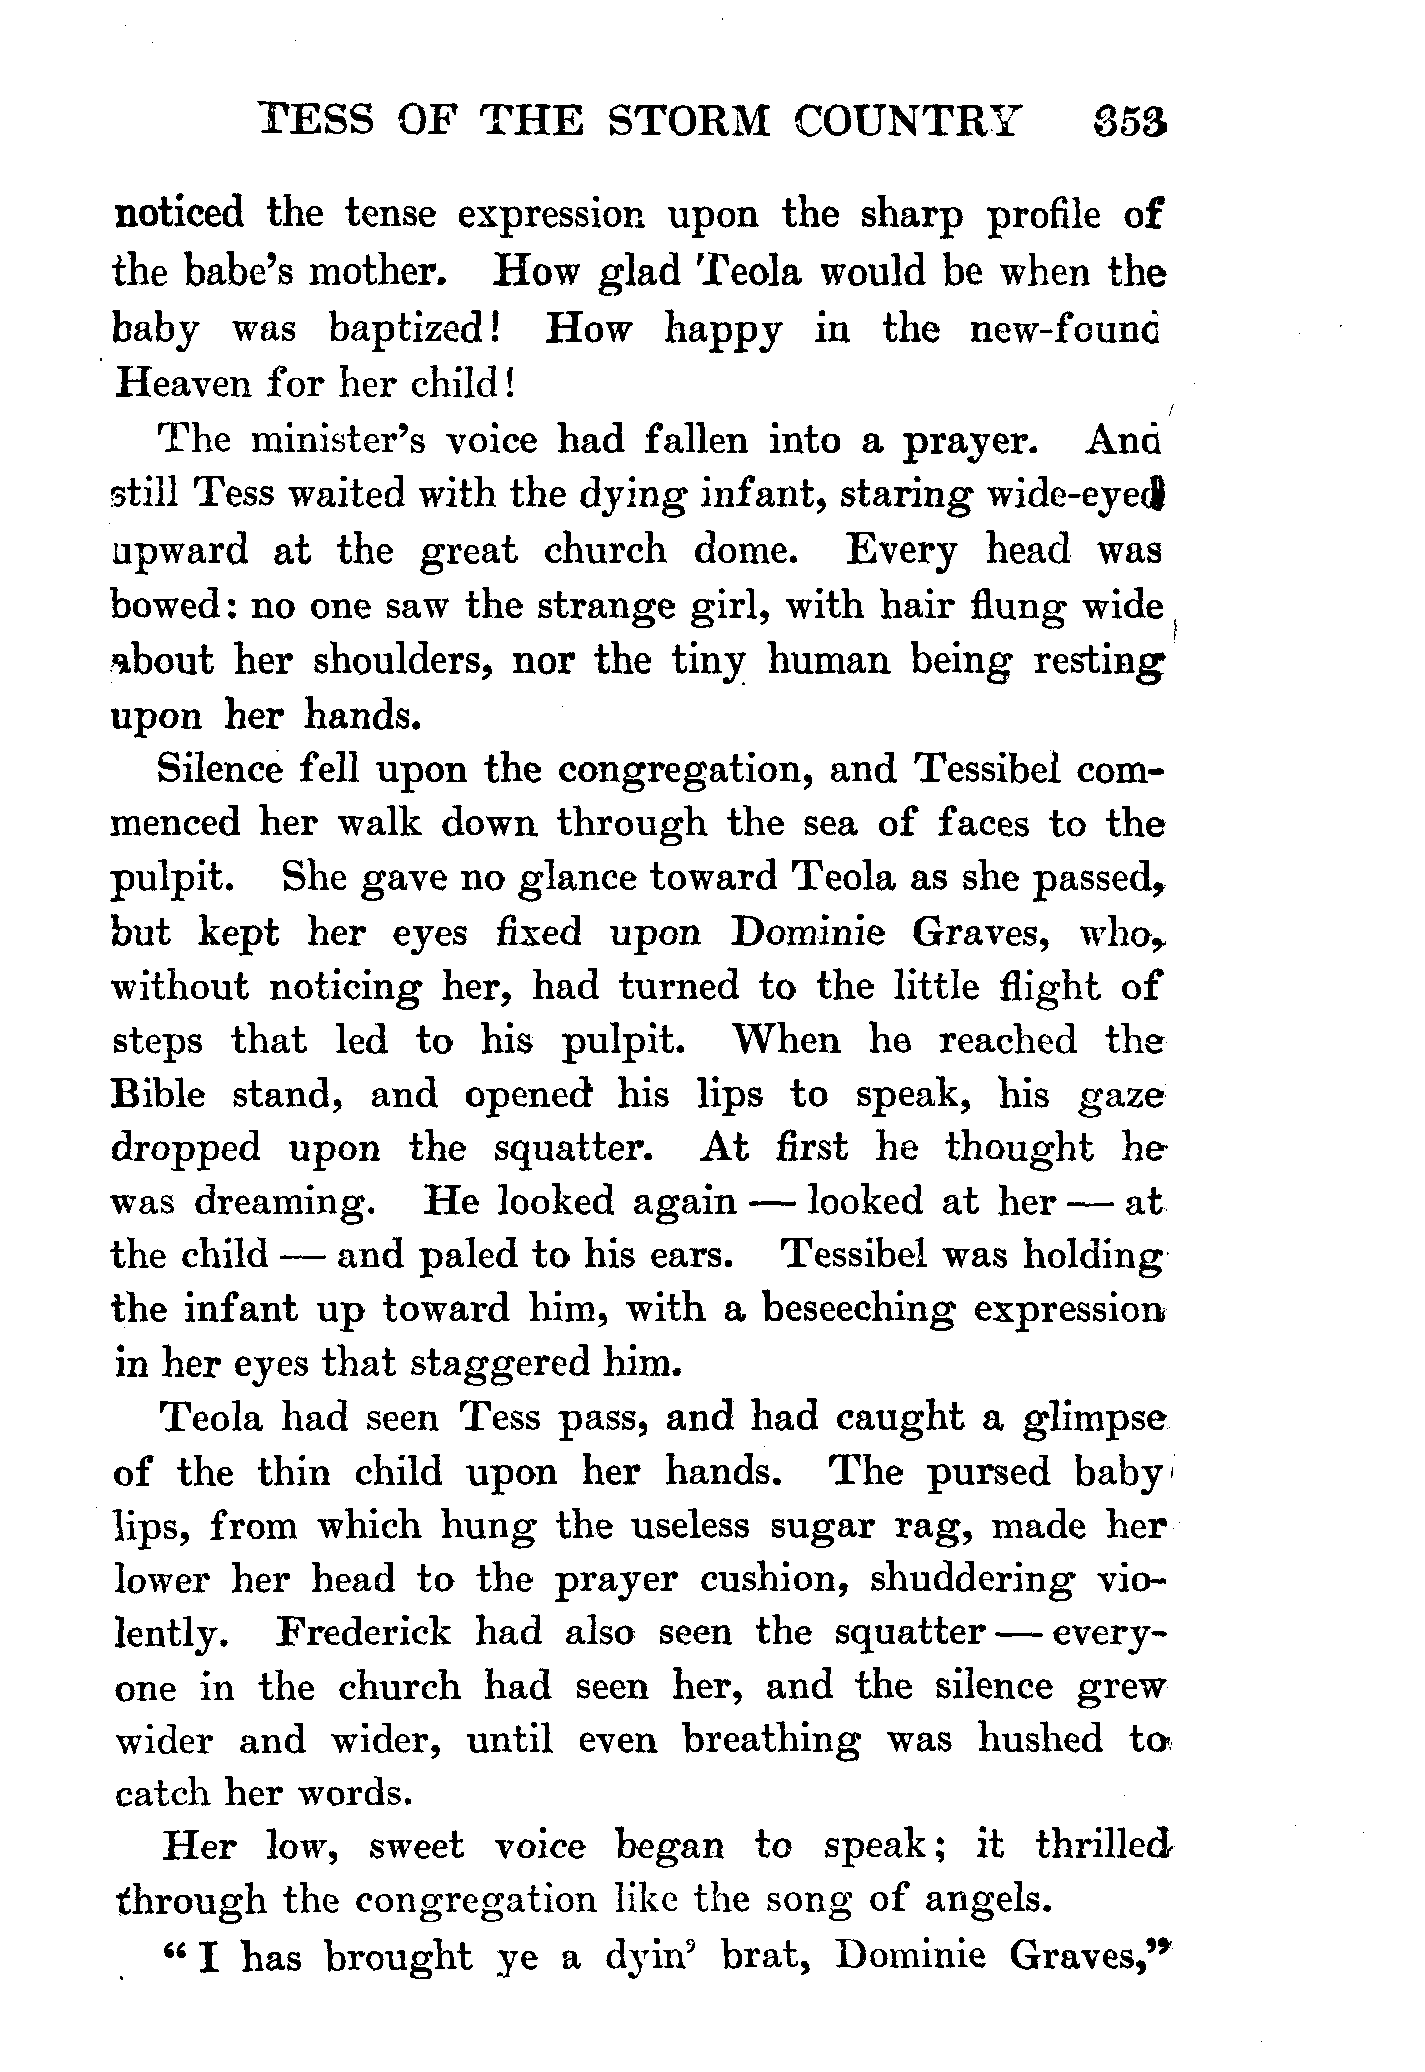 TESS OF THE STORM COUNTRY 353
noticed the tense expression upon the sharp profile of
the babe's mother. How glad Teola would be when the
baby was baptized! How happy in the new-found
Heaven for her child!
The minister's voice had fallen into a prayer. And
still Tess waited with the dying infant, staring wide-eyed
upward at the great church dome. Every head was
bowed: no one saw the strange girl, with hair flung wide
about her shoulders, nor the tiny human being resting
upon her hands.
Silence fell upon the congregation, and Tessibel com-
menced her walk down through the sea of faces to the
pulpit. She gave no glance toward Teola as she passed,
but kept her eyes fixed upon Dominie Graves, who,
without noticing her, had turned to the little flight of
steps that led to his pulpit. When he reached the
Bible stand, and opened his lips to speak, his gaze
dropped upon the squatter. At first he thought he
was dreaming. He looked again — looked at her — at
the child — and paled to his ears. Tessibel was holding
the infant up toward him, with a beseeching expression
in her eyes that staggered him.
Teola had seen Tess pass, and had caught a glimpse
of the thin child upon her hands. The pursed baby
lips, from which hung the useless sugar rag, made her
lower her head to the prayer cushion, shuddering vio-
lently. Frederick had also seen the squatter — every-
one in the church had seen her, and the silence grew
wider and wider, until even breathing was hushed to
catch her words.
Her low, sweet voice began to speak; it thrilled
through the congregation like the song of angels.
"I has brought ye a dyin' brat, Dominie Graves,"